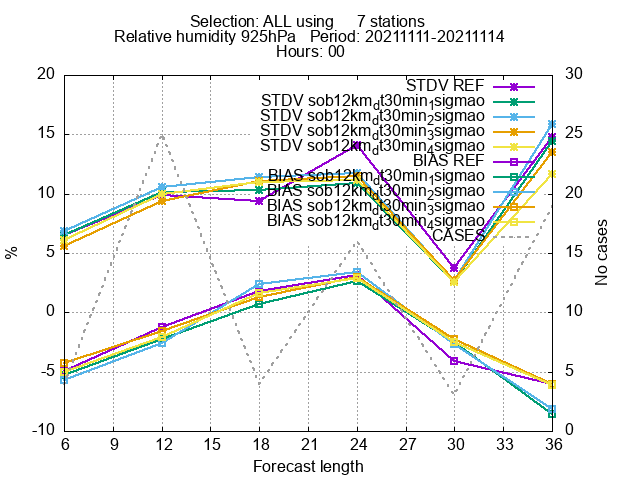 Selection: ALL using 7 stations
Relative humidity 925hPa Period: 20211111-20211114
Hours: 00
20
15
10
5
0
-5
-10
%
30
25
20
15
10
5
0
No cases
STDV REF
STDV sob12km_dt30min_1sigmao
STDV sob12km_dt30min_2sigmao
STDV sob12km_dt30min_3sigmao
STDV sob12km_dt30min_4sigmao
BIAS REF
BIAS sob12km_dt30min_1sigmao
BIAS sob12km_dt30min_2sigmao
BIAS sob12km_dt30min_3sigmao
BIAS sob12km_dt30min_4sigmao
CASES
6 9 12 15 18 21 24 27 30 33 36
Forecast length